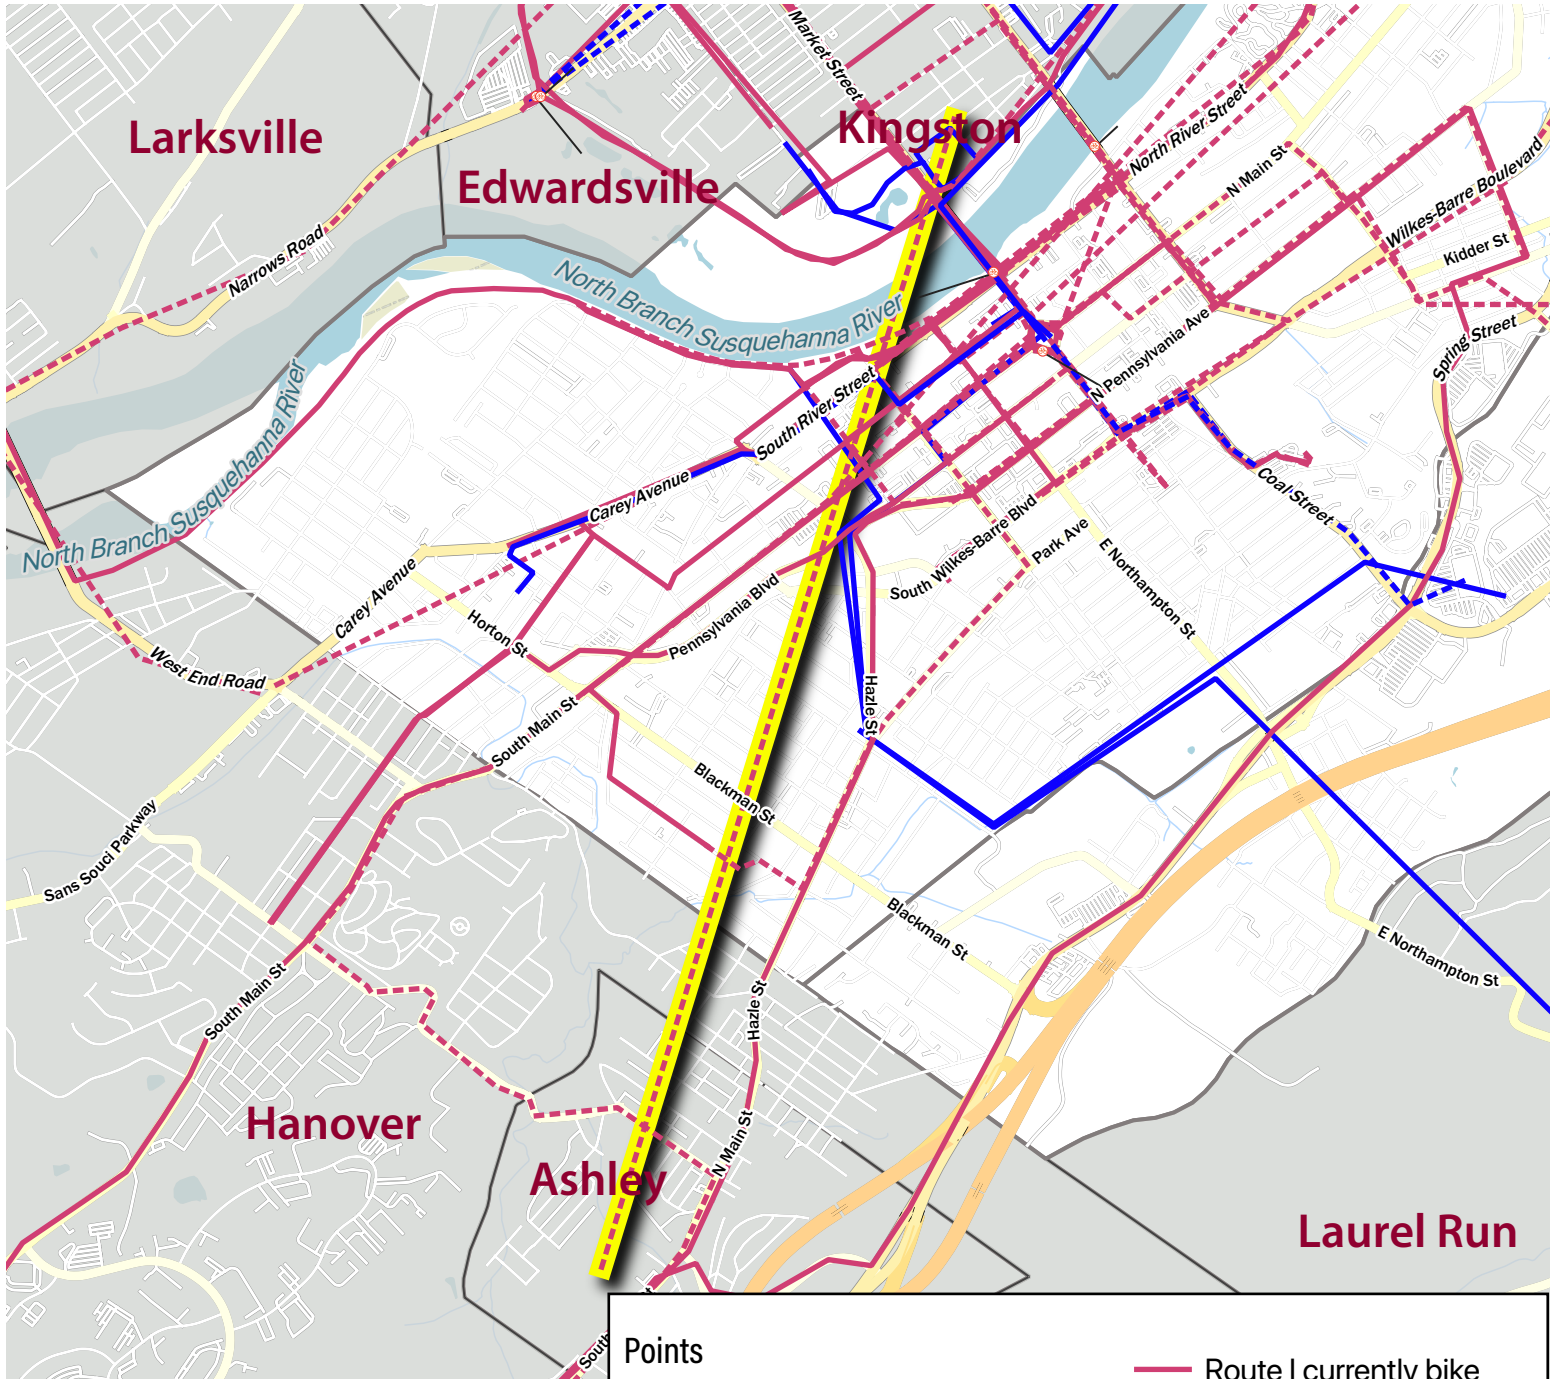 Market Street
Larksville
Kingston
Edwardsville
North River Street
N Main St
Wilkes-Barre Boulevard
Kidder St
Narrows Road
North Branch Susquehanna River
N Pennsylvania Ave
Spring Street
North Branch Susquehanna River
South River Street
Carey Avenue
Coal Street
South Wilkes-Barre Blvd
Park Ave
E Northampton St
Carey Avenue
Horton St
Pennsylvania Blvd
West End Road
Hazle St
South Main St
Blackman St
Sans Souci Parkway
Blackman St
E Northampton St
South Main St
Hazle St
Hanover
N Main St
Ashley
Laurel Run
South
Points
Route I currently bike